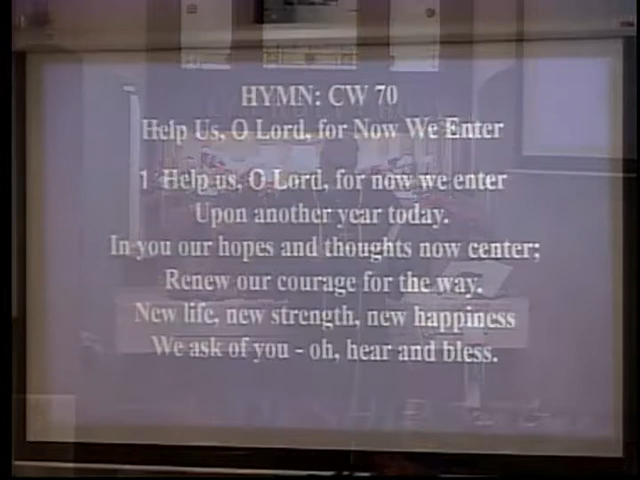 HYMN: CW 70
Help Us, O Lord, for Now We Enter
1 Help us, O Lord, for now we enter
Upon another year today.
In you our hopes and thoughts now center;
Renew our courage for the way.
New life, new strength, new happiness
We ask of you - oh, hear and bless.